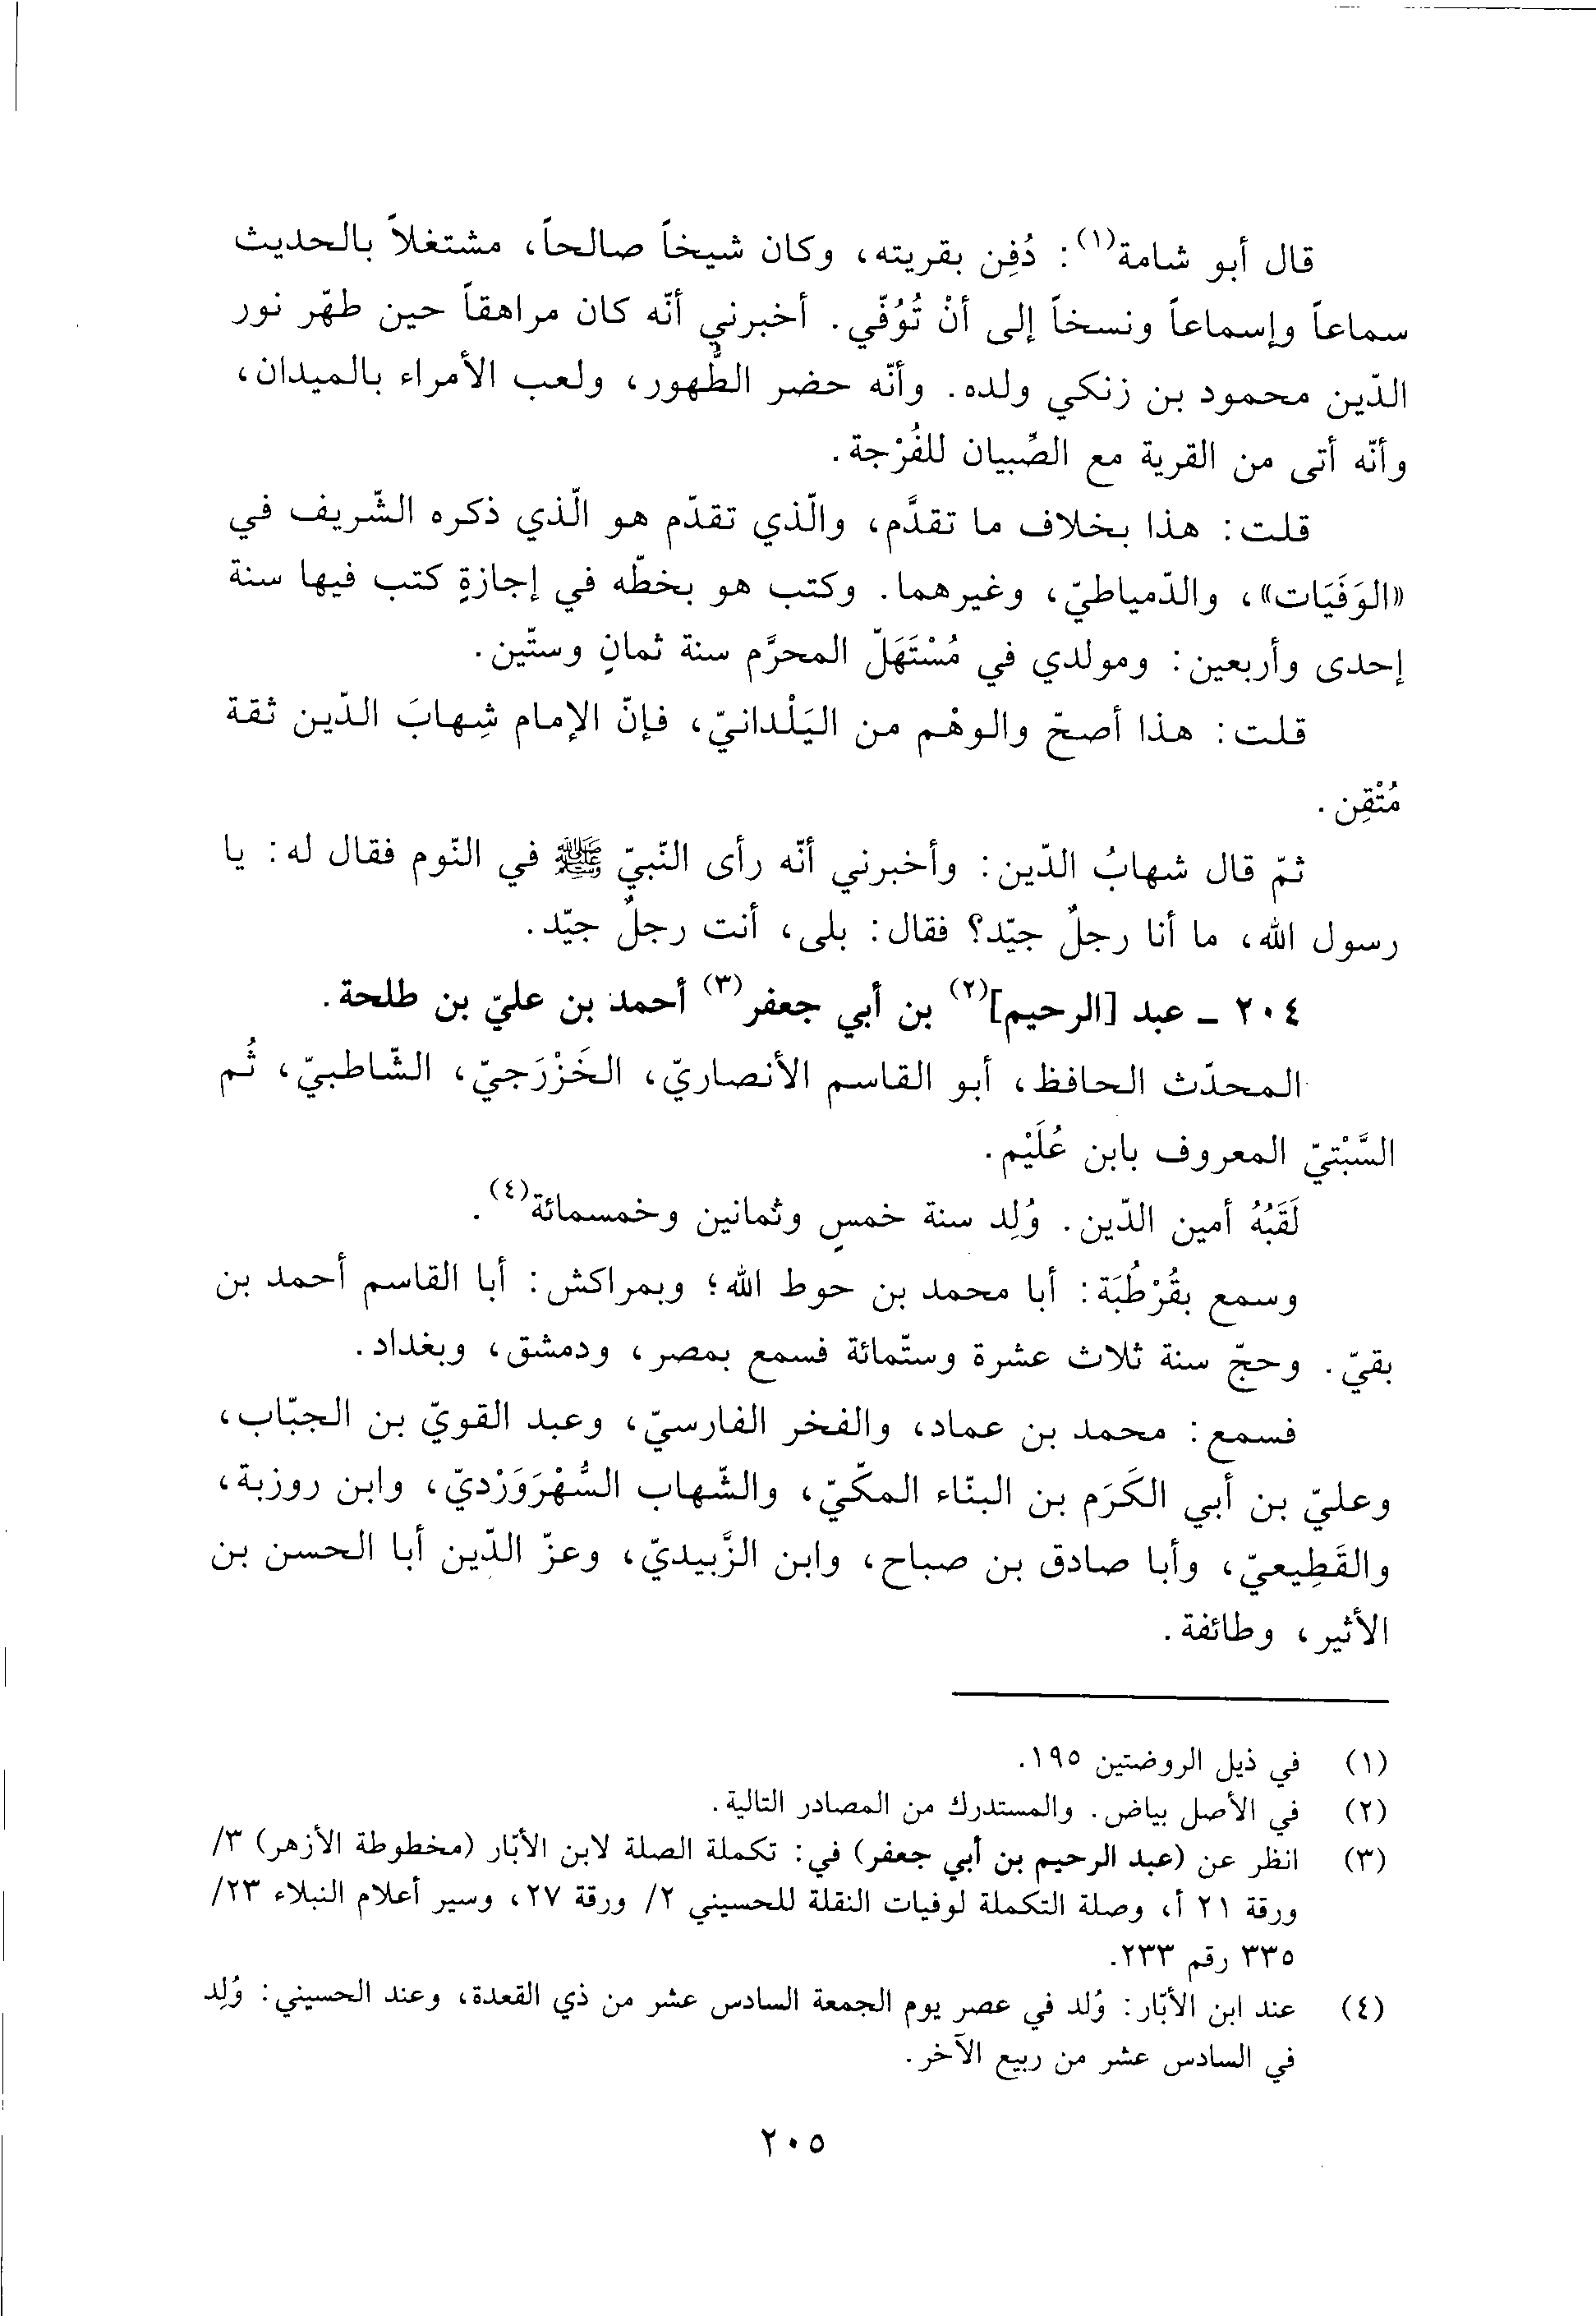 قال أبو شامة(١): دُفِن بقريته، وكان شيخاً صالحاً، مشتغلاً بالحديث
سماعاً وإسماعاً ونسخاً إلى أنْ تُوُفّي. أخبرني أنّه كان مراهقاً حين طهّر نور
الدّين محمود بن زنكي ولده. وأنّه حضر الطُّهور، ولعب الأمراء بالميدان،
وأنّه أتى من القرية مع الصِّبيان للفُرْجة.
قلت: هذا بخلاف ما تقدَّم، والّذي تقدّم هو الّذي ذكره الشّريف في
«الوَفَيَات»، والدّمياطيّ، وغيرهما. وكتب هو بخطّه في إجازةٍ كتب فيها سنة
إحدى وأربعين: ومولدي في مُسْتَهَلّ المحرَّم سنة ثمانٍ وستّين.
قلت: هذا أصحّ والوهْم من اليَلْدانيّ، فإنّ الإمام شِهابَ الدّين ثقة
مُتْقِن.
ثمّ قال شهابُ الدّين: وأخبرني أنّه رأى النّبيّ ﷺ في النّوم فقال له: يا
رسول الله، ما أنا رجلٌ جيّد؟ فقال: بلى، أنت رجلٌ جيّد.
٢٠٤ ـ عبد [الرحيم](٢) بن أبي جعفر(٣) أحمد بن عليّ بن طلحة.
المحدّث الحافظ، أبو القاسم الأنصاريّ، الخَزْرَجيّ، الشّاطبيّ، ثُم
السَّبْتيّ المعروف بابن عُلَيْم.
لَقَبُهُ أمين الدّين. وُلِد سنة خمسٍ وثمانين وخمسمائة(٤).
وسمع بقُرْطُبَة: أبا محمد بن حوط الله؛ وبمراكش: أبا القاسم أحمد بن
بقيّ. وحجّ سنة ثلاث عشرة وستّمائة فسمع بمصر، ودمشق، وبغداد.
فسمع: محمد بن عماد، والفخر الفارسيّ، وعبد القويّ بن الجبّاب،
وعليّ بن أبي الكَرَم بن البنّاء المكّيّ، والشّهاب السُّهْرَوَرْديّ، وابن روزبة،
والقَطِيعيّ، وأبا صادق بن صباح، وابن الزَّبيديّ، وعزّ الدّين أبا الحسن بن
الأثير، وطائفة.
(١) في ذيل الروضتين ١٩٥.
(٢) في الأصل بياض. والمستدرك من المصادر التالية.
(٣) انظر عن (عبد الرحيم بن أبي جعفر) في: تكملة الصلة لابن الأبّار (مخطوطة الأزهر) ٣/
ورقة ٢١ أ، وصلة التكملة لوفيات النقلة للحسيني ٢/ ورقة ٢٧، وسير أعلام النبلاء ٢٣/
٣٣٥ رقم ٢٣٣.
(٤) عند ابن الأبّار: وُلد في عصر يوم الجمعة السادس عشر من ذي القعدة، وعند الحسيني: وُلِد
في السادس عشر من ربيع الآخر.
٢٠٥